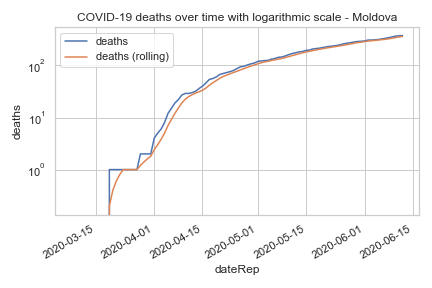 COVID-19 deaths over time with logarithmic scale - Moldova
deaths
deaths (rolling)
10²
10¹
10⁰
deaths
2020-03-15
2020-04-01
2020-04-15
2020-05-01
2020-05-15
2020-06-01
2020-06-15
dateRep